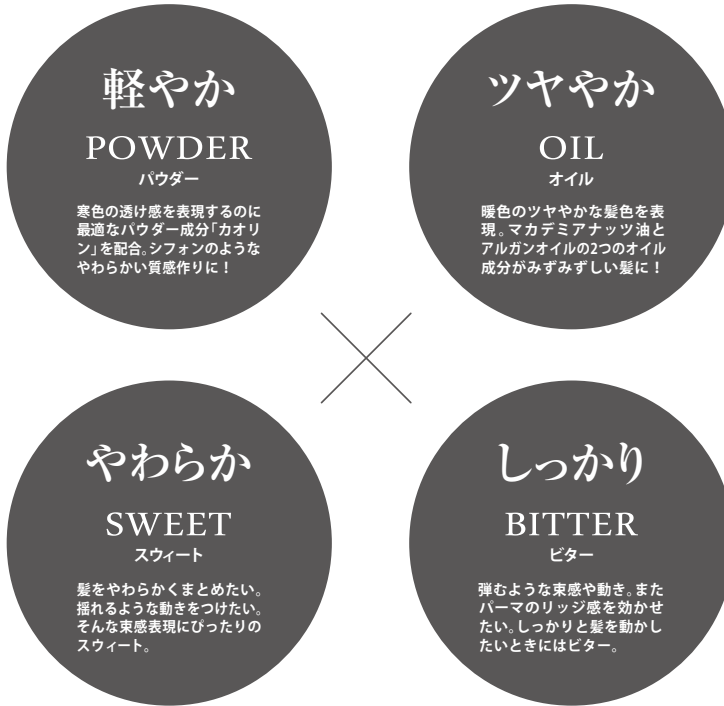 軽やか
POWDER
パウダー
寒色の透け感を表現するのに
最適なパウダー成分「カオリ
ン」を配合。シフォンのような
やわらかい質感作りに！
ツヤやか
OIL
オイル
暖色のツヤやかな髪色を表
現。マカデミアナッツ油と
アルガンオイルの2つのオイル
成分がみずみずしい髪に！
やわらか
SWEET
スウィート
髪をやわらかくまとめたい。
揺れるような動きをつけたい。
そんな束感表現にぴったりの
スウィート。
しっかり
BITTER
ビター
弾むような束感や動き。また
パーマのリッジ感を効かせ
たい。しっかりと髪を動かし
たいときにはビター。